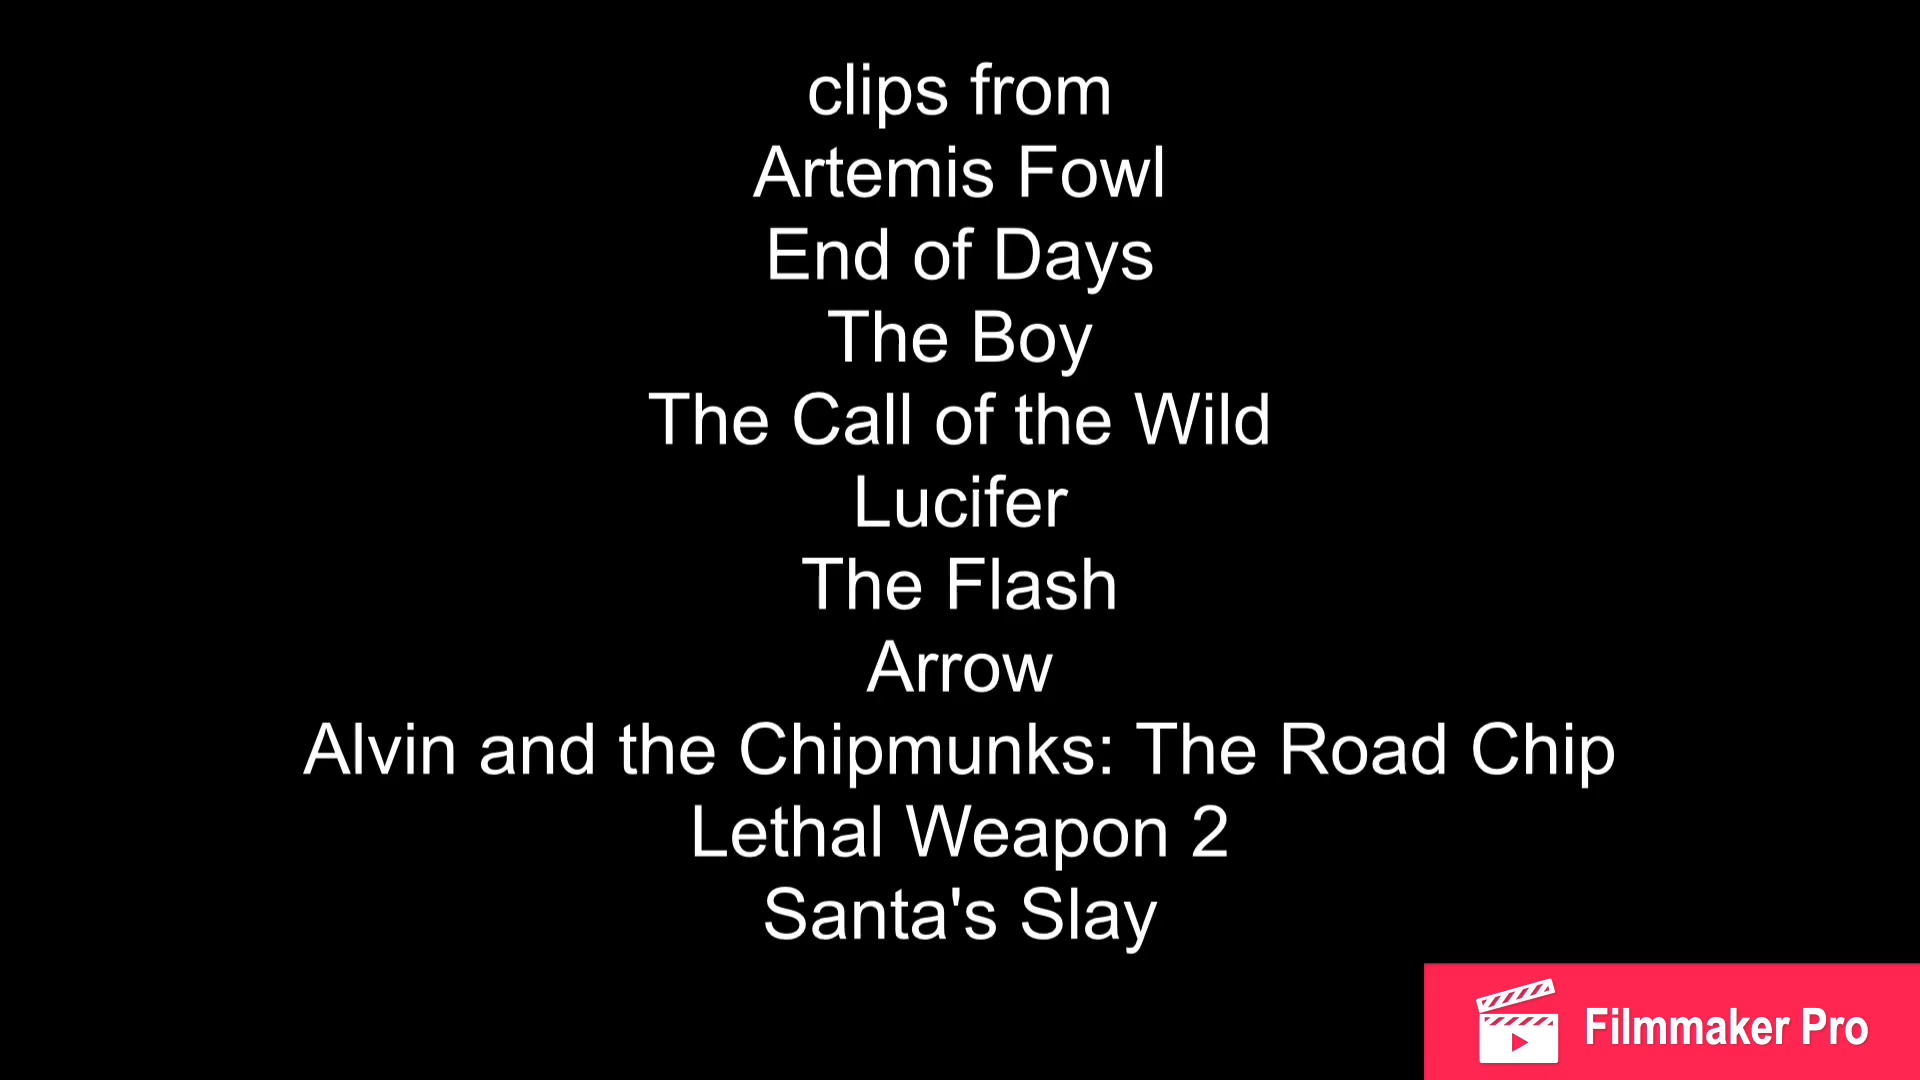 clips from
Artemis Fowl
End of Days
The Boy
The Call of the Wild
Lucifer
The Flash
Arrow
Alvin and the Chipmunks: The Road Chip
Lethal Weapon 2
Santa's Slay
Filmmaker Pro